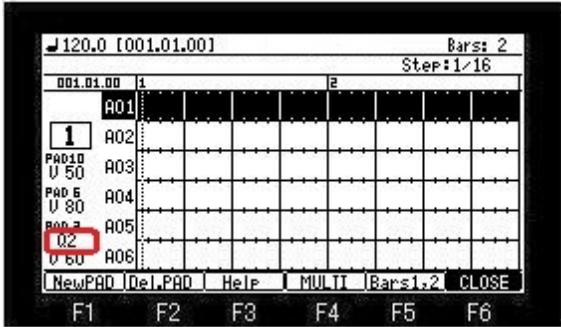 ♩120.0 [001.01.00] Bars: 2
Step:1/16
001.01.00 1 2
A01
1 A02
PAD10
V 50 A03
PAD 6
V 80 A04
A05
Q2
V 60 A06
NewPAD Del.PAD Help MULTI Bars1,2 CLOSE
F1 F2 F3 F4 F5 F6